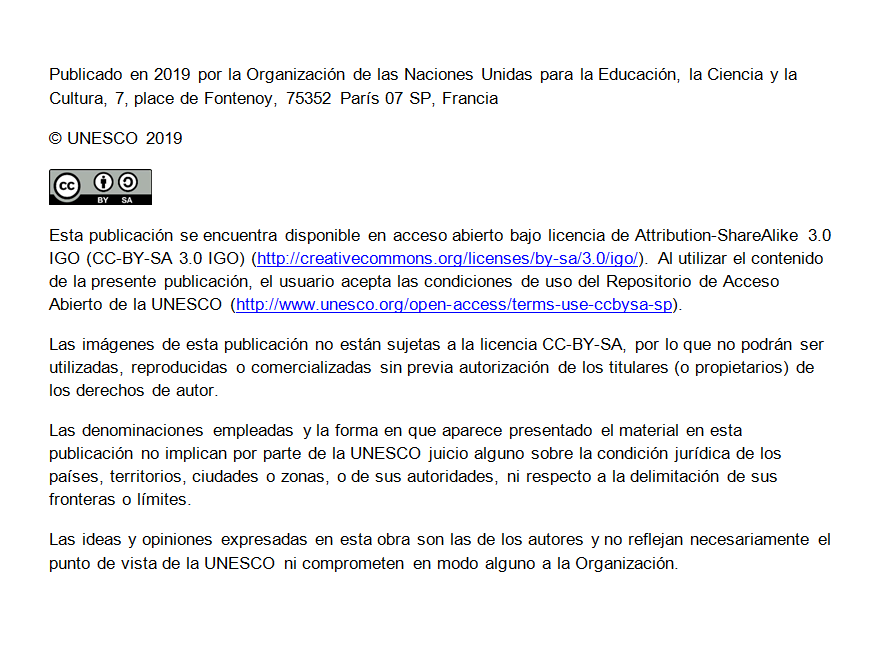 Publicado en 2019 por la Organización de las Naciones Unidas para la Educación, la Ciencia y la
Cultura, 7, place de Fontenoy, 75352 París 07 SP, Francia
© UNESCO 2019
cc BY SA
Esta publicación se encuentra disponible en acceso abierto bajo licencia de Attribution-ShareAlike 3.0
IGO (CC-BY-SA 3.0 IGO) (http://creativecommons.org/licenses/by-sa/3.0/igo/). Al utilizar el contenido
de la presente publicación, el usuario acepta las condiciones de uso del Repositorio de Acceso
Abierto de la UNESCO (http://www.unesco.org/open-access/terms-use-ccbysa-sp).
Las imágenes de esta publicación no están sujetas a la licencia CC-BY-SA, por lo que no podrán ser
utilizadas, reproducidas o comercializadas sin previa autorización de los titulares (o propietarios) de
los derechos de autor.
Las denominaciones empleadas y la forma en que aparece presentado el material en esta
publicación no implican por parte de la UNESCO juicio alguno sobre la condición jurídica de los
países, territorios, ciudades o zonas, o de sus autoridades, ni respecto a la delimitación de sus
fronteras o límites.
Las ideas y opiniones expresadas en esta obra son las de los autores y no reflejan necesariamente el
punto de vista de la UNESCO ni comprometen en modo alguno a la Organización.